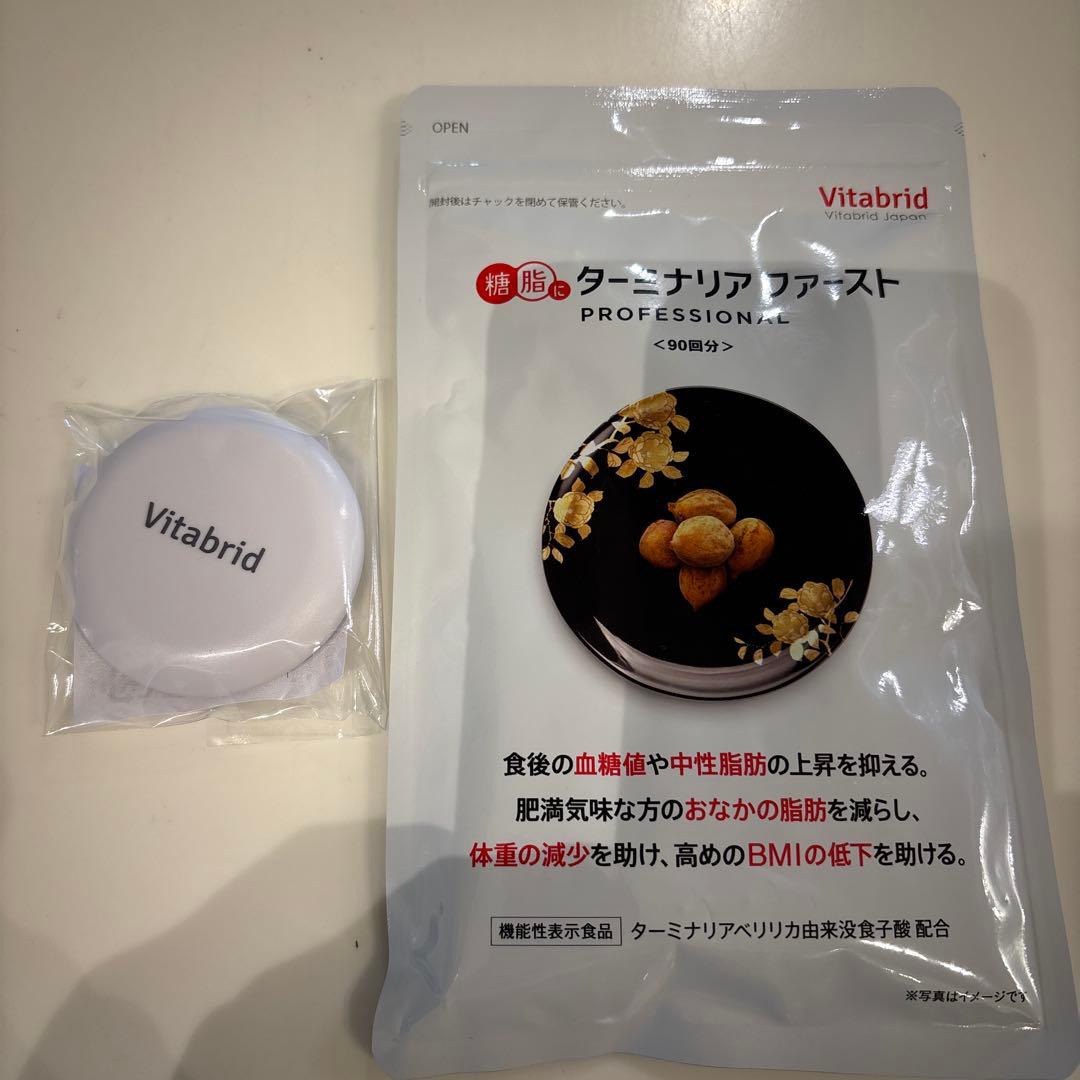 OPEN
開封後はチャックを閉めて保管ください。
Vitabrid
Vitabrid Japan
糖脂に ターミナリア ファースト
PROFESSIONAL
＜90回分＞
Vitabrid
食後の血糖値や中性脂肪の上昇を抑える。
肥満気味な方のおなかの脂肪を減らし、
体重の減少を助け、高めのBMIの低下を助ける。
機能性表示食品 ターミナリアベリリカ由来没食子酸 配合
※写真はイメージです